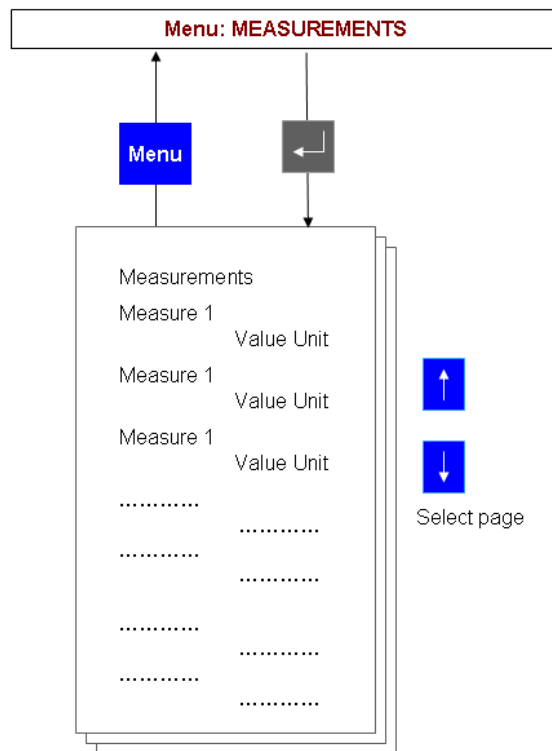 Menu: MEASUREMENTS
Menu
Measurements
Measure 1
Value Unit
Measure 1
Value Unit
Measure 1
Value Unit
…………
…………
…………
…………
…………
…………
…………
…………
Select page